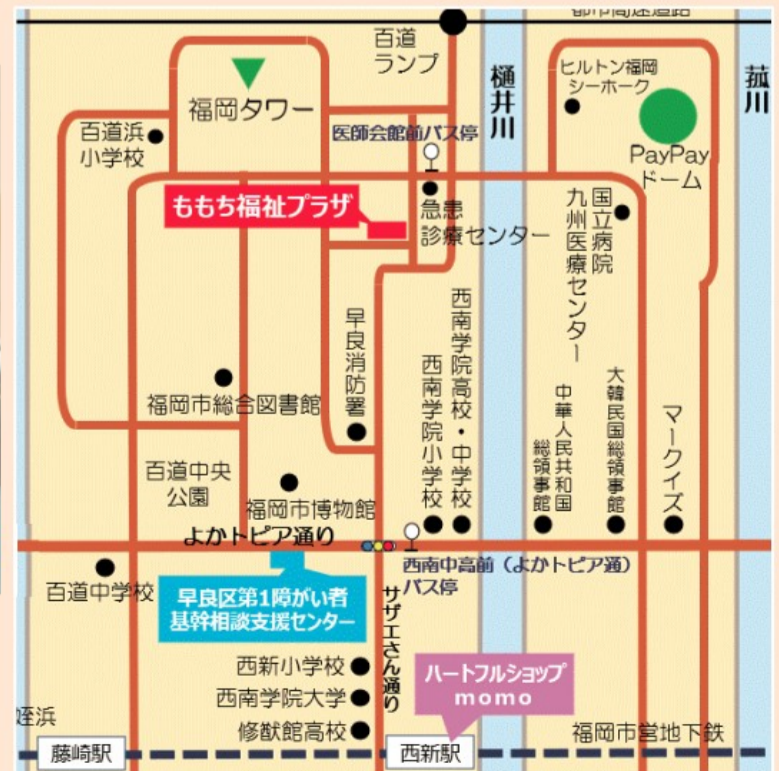 都市高速道路
百道
ランプ
樋井川
ヒルトン福岡
シーホーク
菰川
福岡タワー
百道浜
小学校
医師会館前バス停
PayPay
ドーム
ももち福祉プラザ
急患
診療センター
国立病院
九州医療センター
早良消防署
西南学院高校・中学校
西南学院小学校
福岡市総合図書館
中華人民共和国
総領事館
大韓民国総領事館
マークイズ
百道中央
公園
福岡市博物館
よかトピア通り
西南中高前(よかトピア通)
バス停
百道中学校
早良区第1障がい者
基幹相談支援センター
サザエさん通り
西新小学校
西南学院大学
修猷館高校
ハートフルショップ
momo
姪浜
福岡市営地下鉄
藤崎駅
西新駅